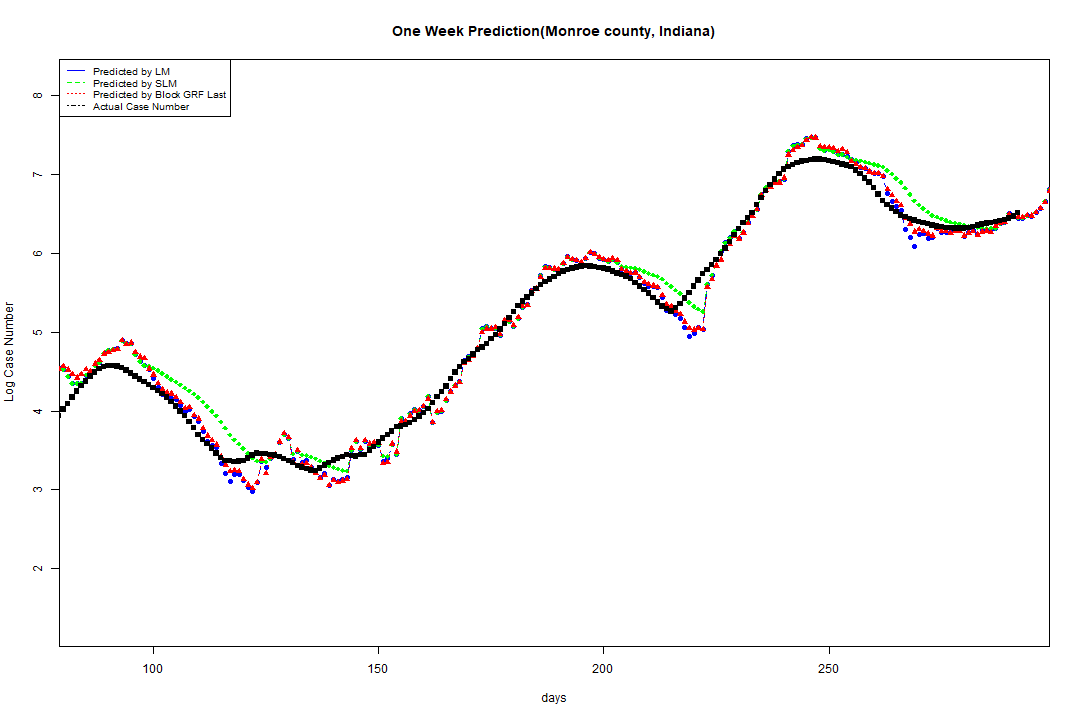 One Week Prediction(Monroe county, Indiana)
Predicted by LM
Predicted by SLM
Predicted by Block GRF Last
Actual Case Number
8
7
6
5
4
3
2
Log Case Number
100 150 200 250
days